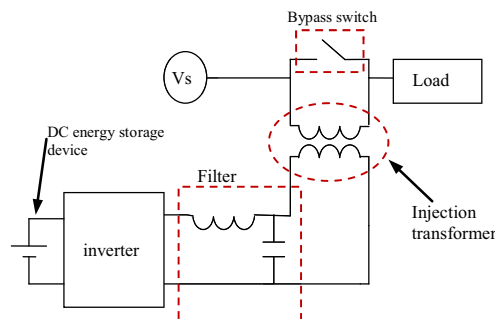 Bypass switch
Vs
Load
DC energy storage
device
Filter
Injection
transformer
inverter